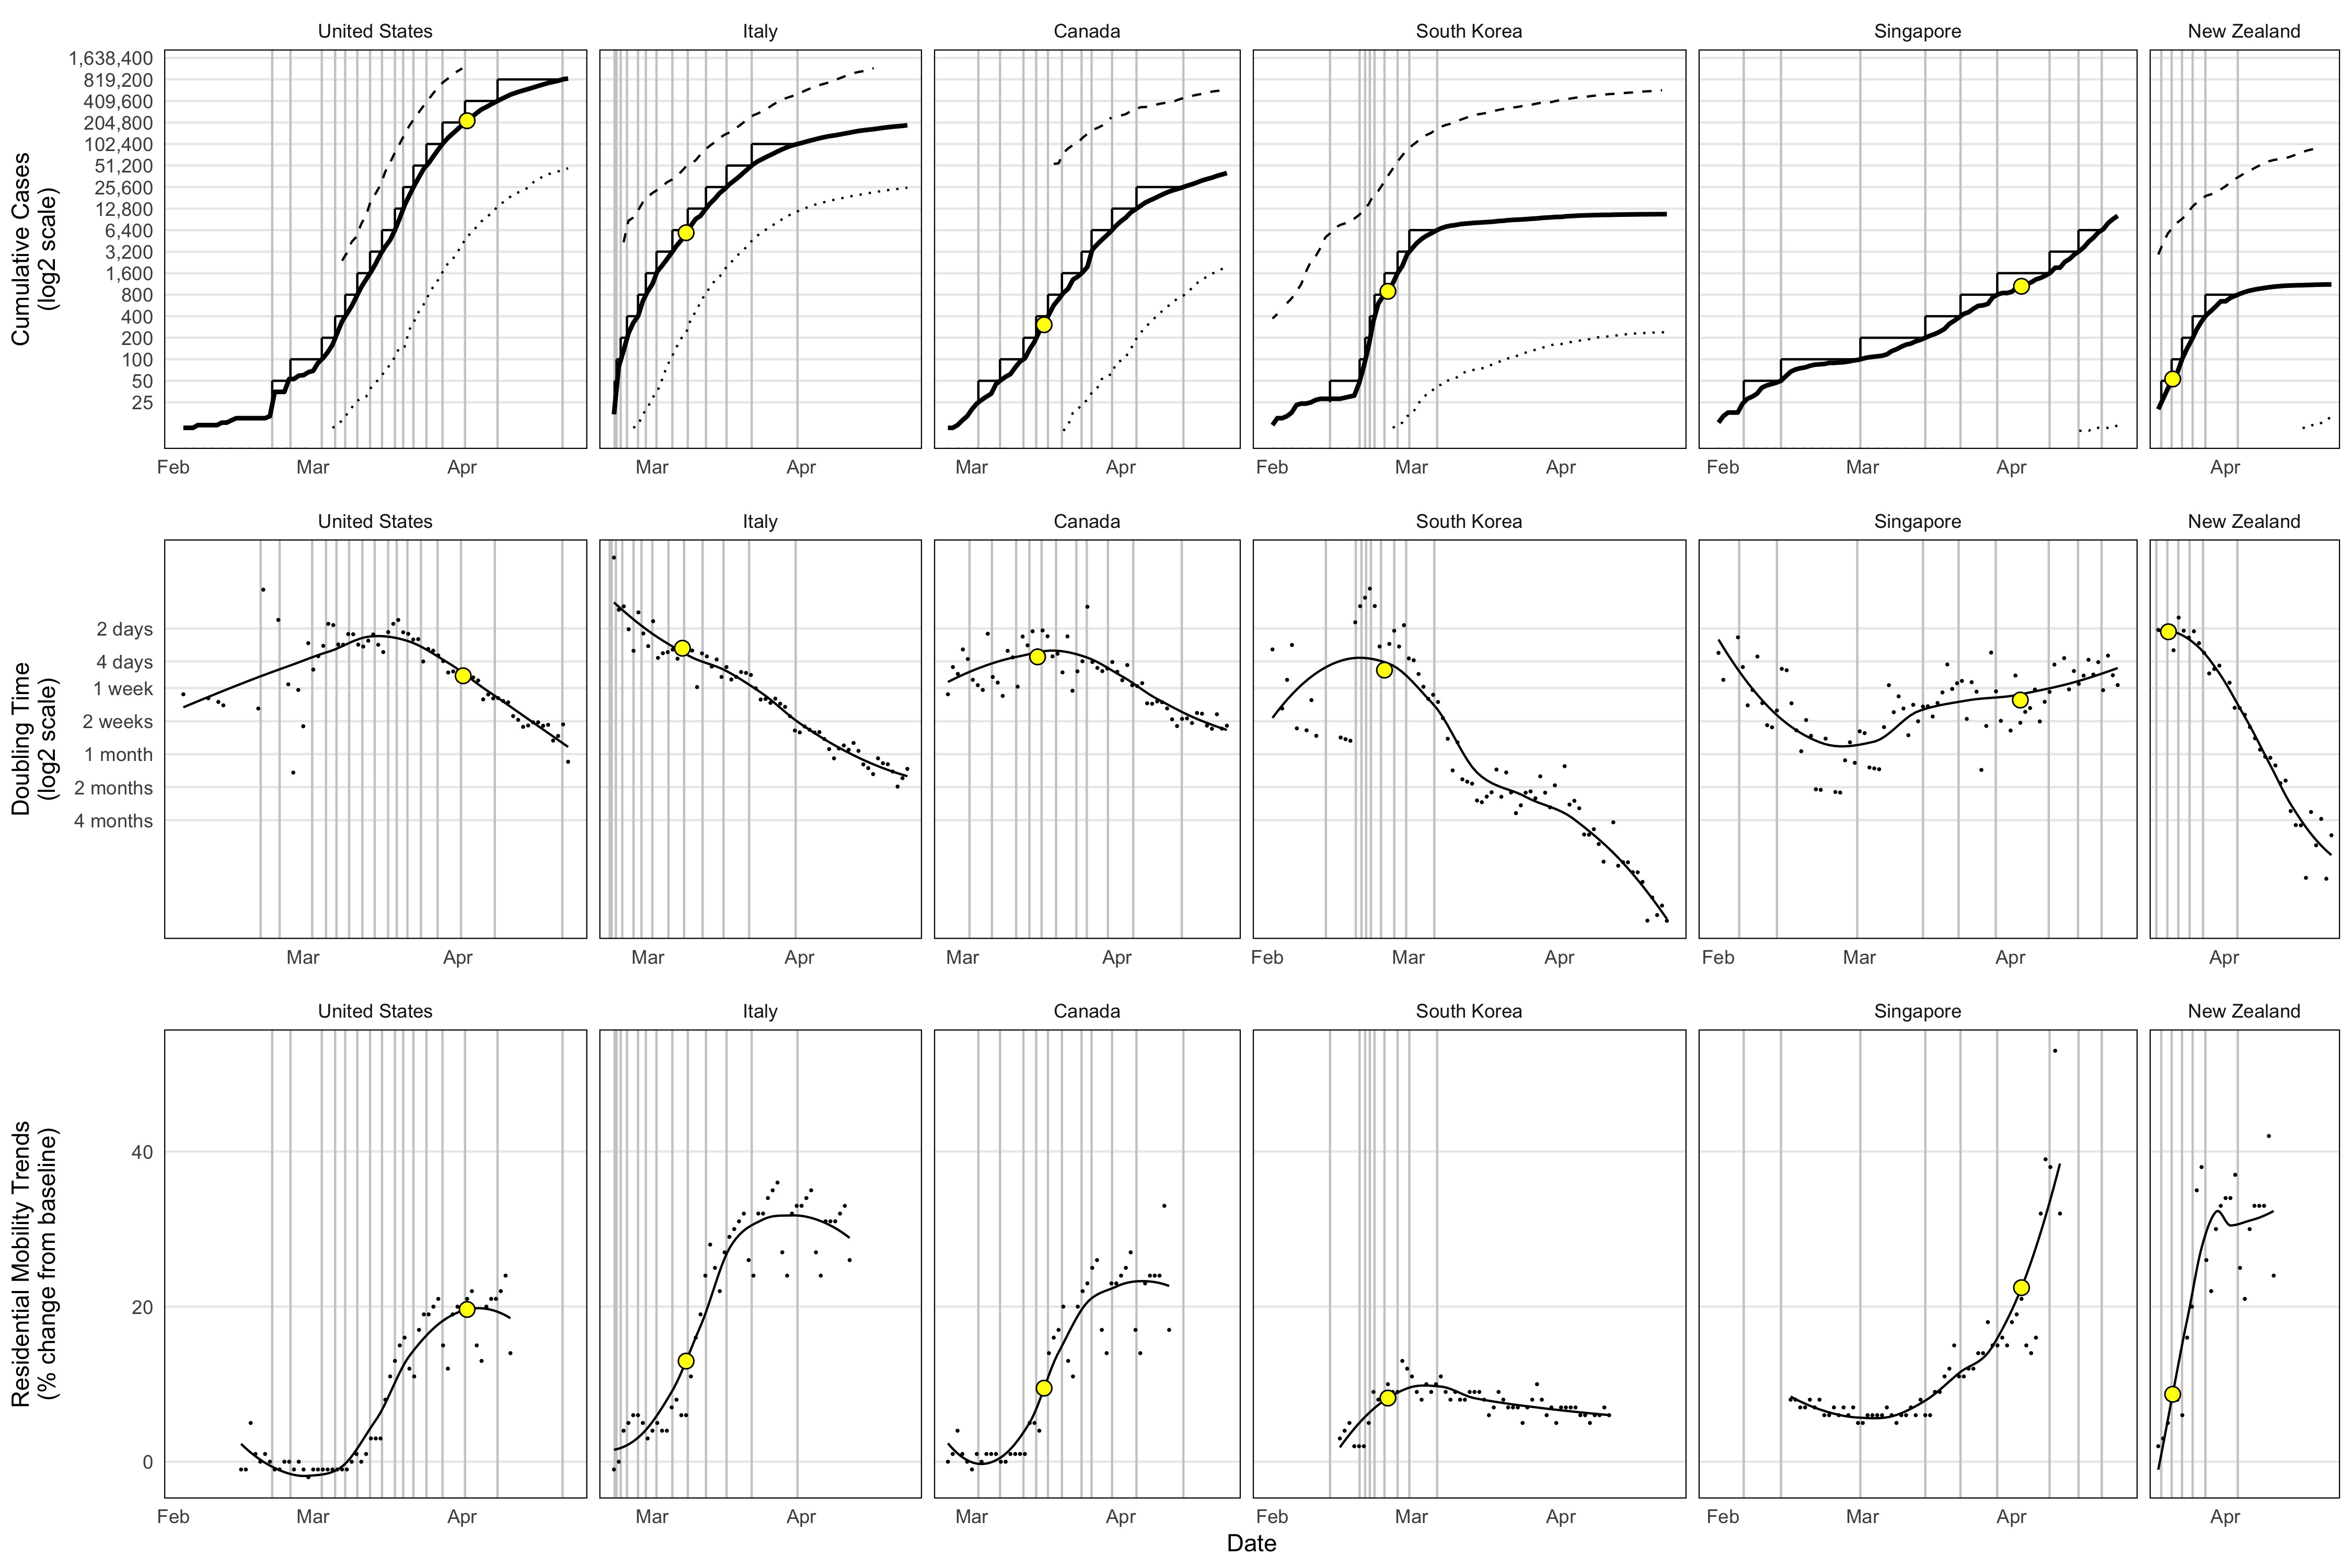 United States Italy Canada South Korea Singapore New Zealand
Cumulative Cases
(log2 scale)
1,638,400
819,200
409,600
204,800
102,400
51,200
25,600
12,800
6,400
3,200
1,600
800
400
200
100
50
25
Feb Mar Apr Mar Apr Mar Apr Feb Mar Apr Feb Mar Apr Apr
United States Italy Canada South Korea Singapore New Zealand
Doubling Time
(log2 scale)
2 days
4 days
1 week
2 weeks
1 month
2 months
4 months
Mar Apr Mar Apr Mar Apr Feb Mar Apr Feb Mar Apr Apr
United States Italy Canada South Korea Singapore New Zealand
Residential Mobility Trends
(% change from baseline)
40
20
0
Feb Mar Apr Mar Apr Mar Apr Feb Mar Apr Feb Mar Apr Apr
Date